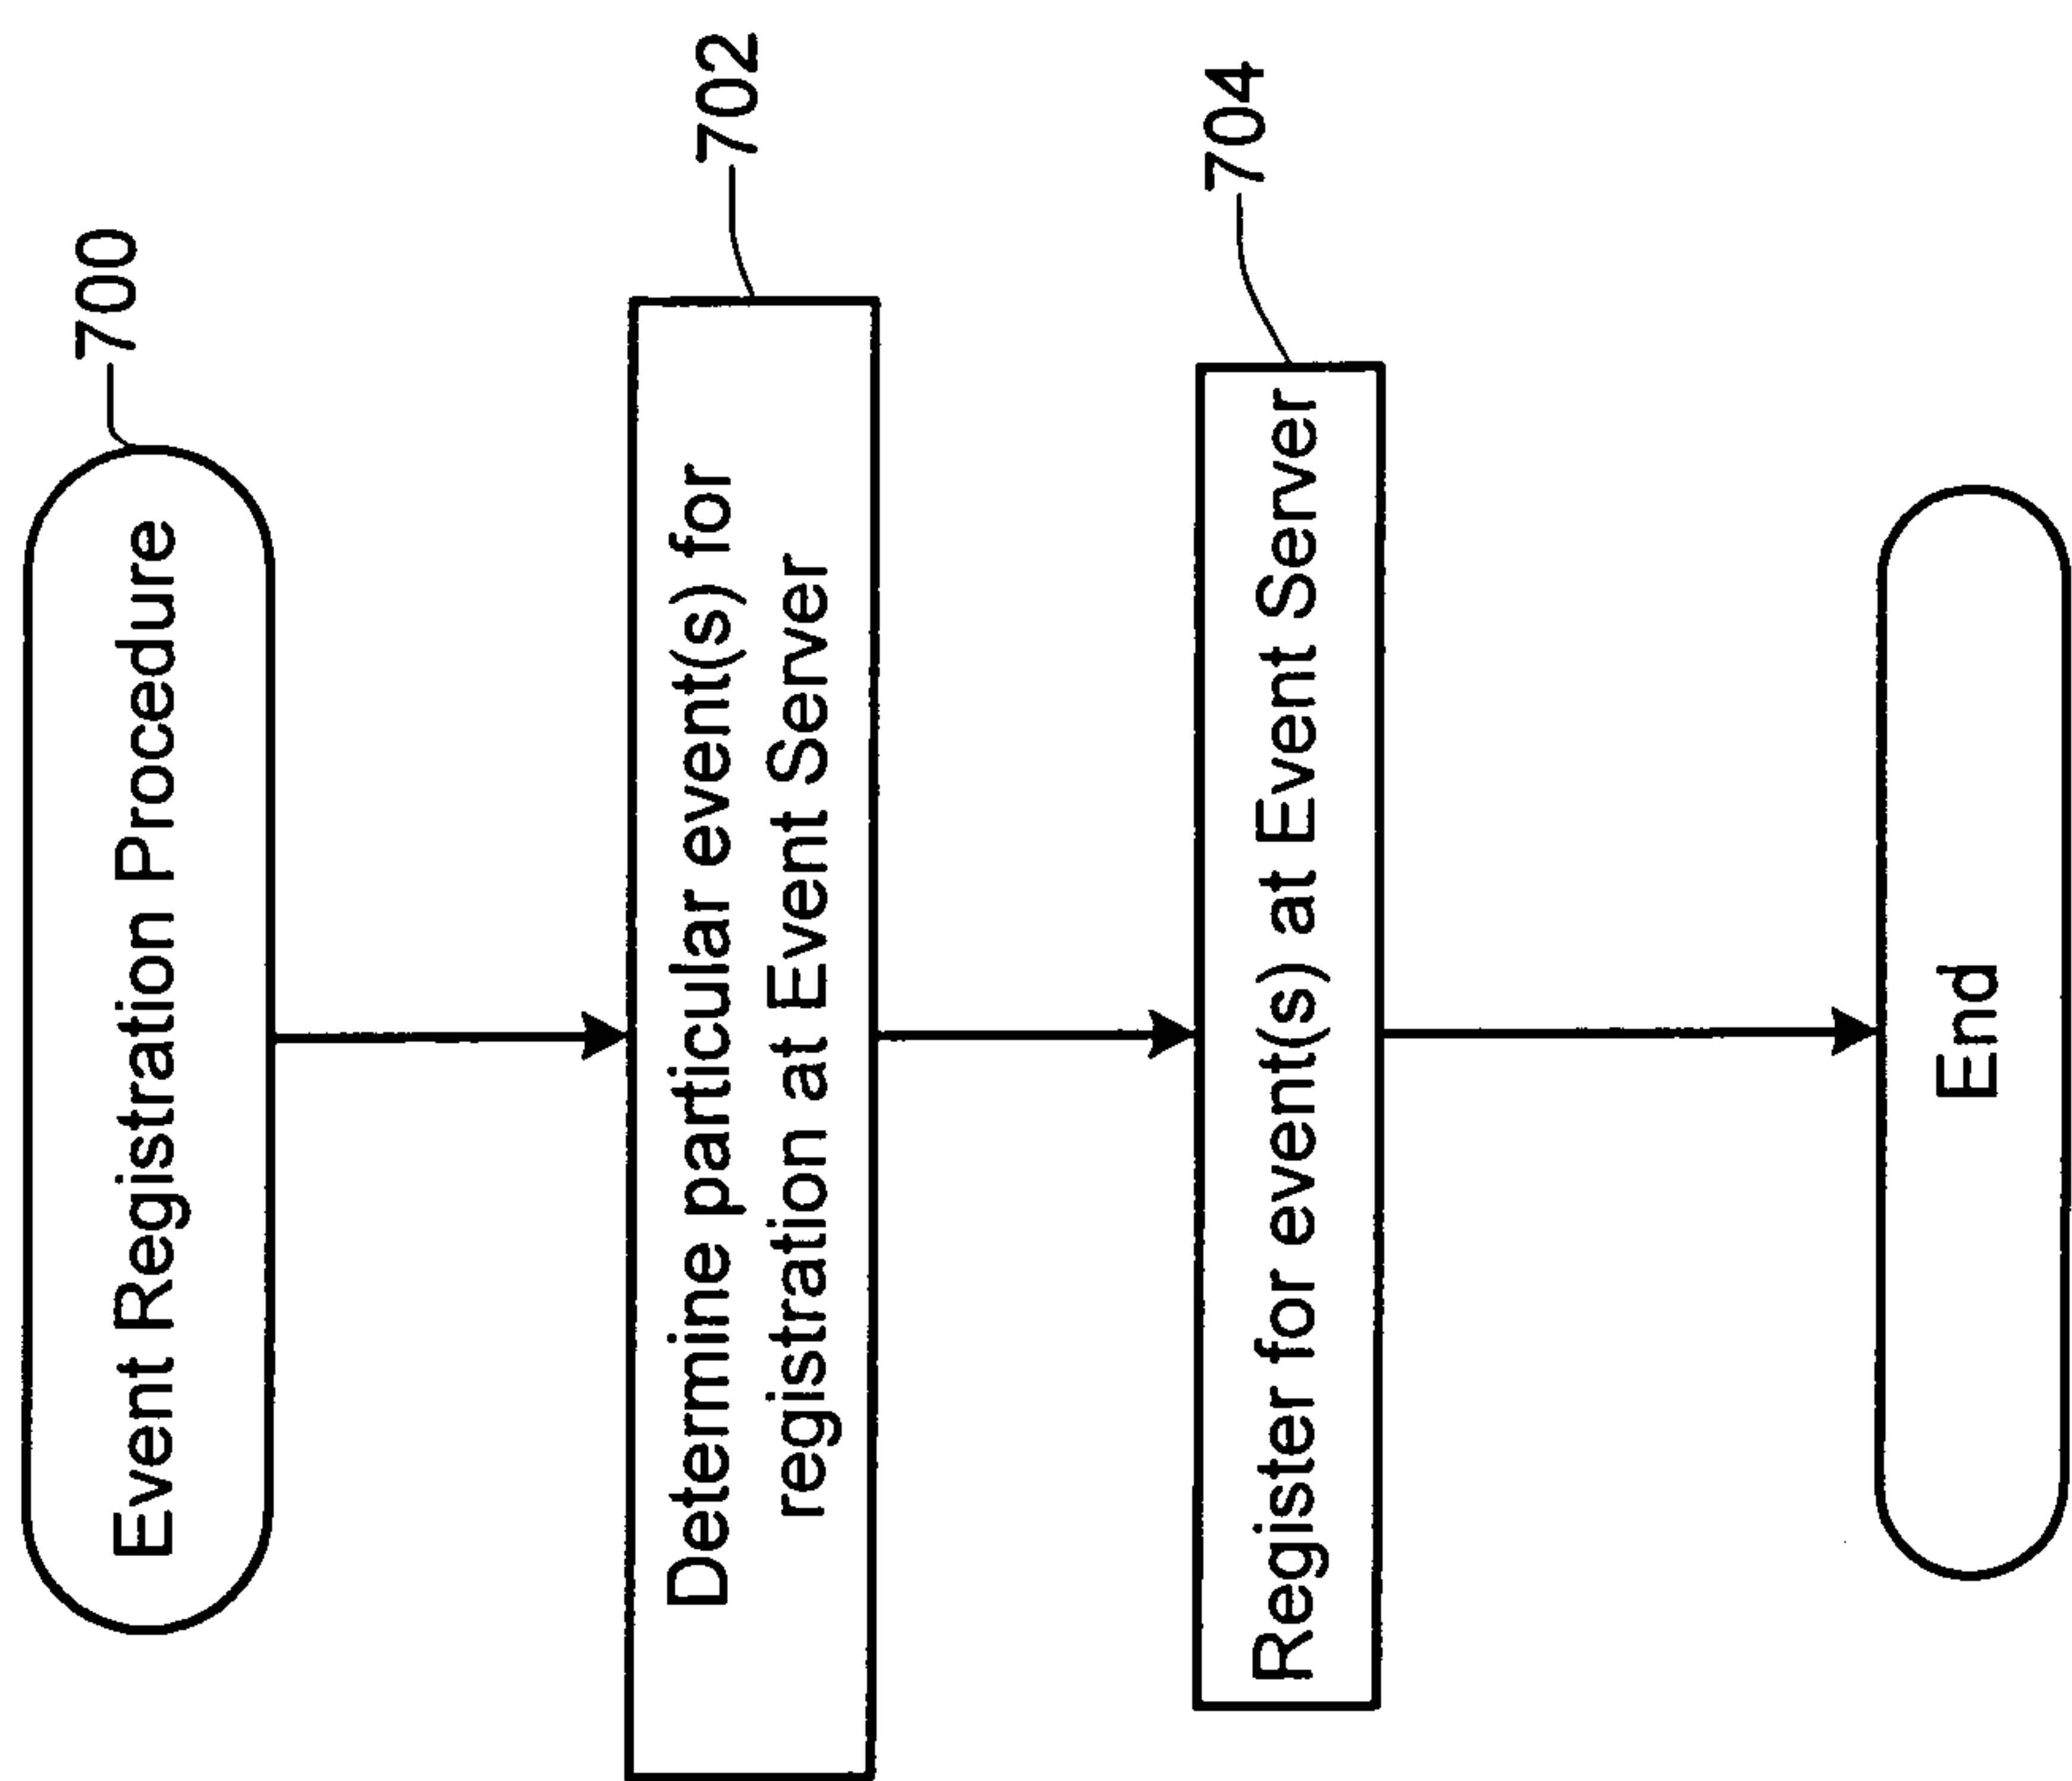 Event Registration Procedure
700
Determine particular event(s) for
registration at Event Server
702
Register for event(s) at Event Server
704
End